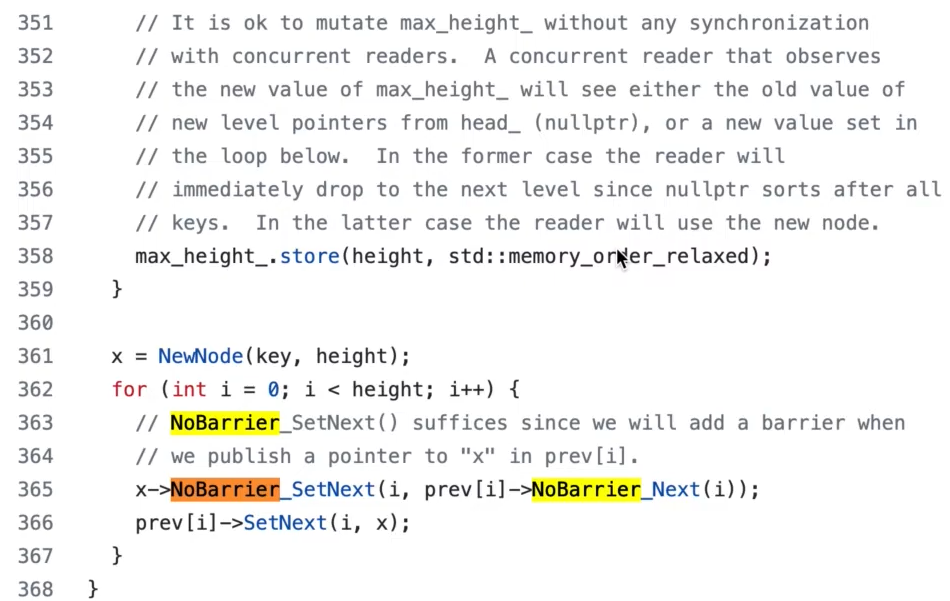 351 // It is ok to mutate max_height_ without any synchronization
352 // with concurrent readers.  A concurrent reader that observes
353 // the new value of max_height_ will see either the old value of
354 // new level pointers from head_ (nullptr), or a new value set in
355 // the loop below.  In the former case the reader will
356 // immediately drop to the next level since nullptr sorts after all
357 // keys.  In the latter case the reader will use the new node.
358 max_height_.store(height, std::memory_order_relaxed);
359 }
360
361 x = NewNode(key, height);
362 for (int i = 0; i < height; i++) {
363 // NoBarrier_SetNext() suffices since we will add a barrier when
364 // we publish a pointer to "x" in prev[i].
365 x->NoBarrier_SetNext(i, prev[i]->NoBarrier_Next(i));
366 prev[i]->SetNext(i, x);
367 }
368 }